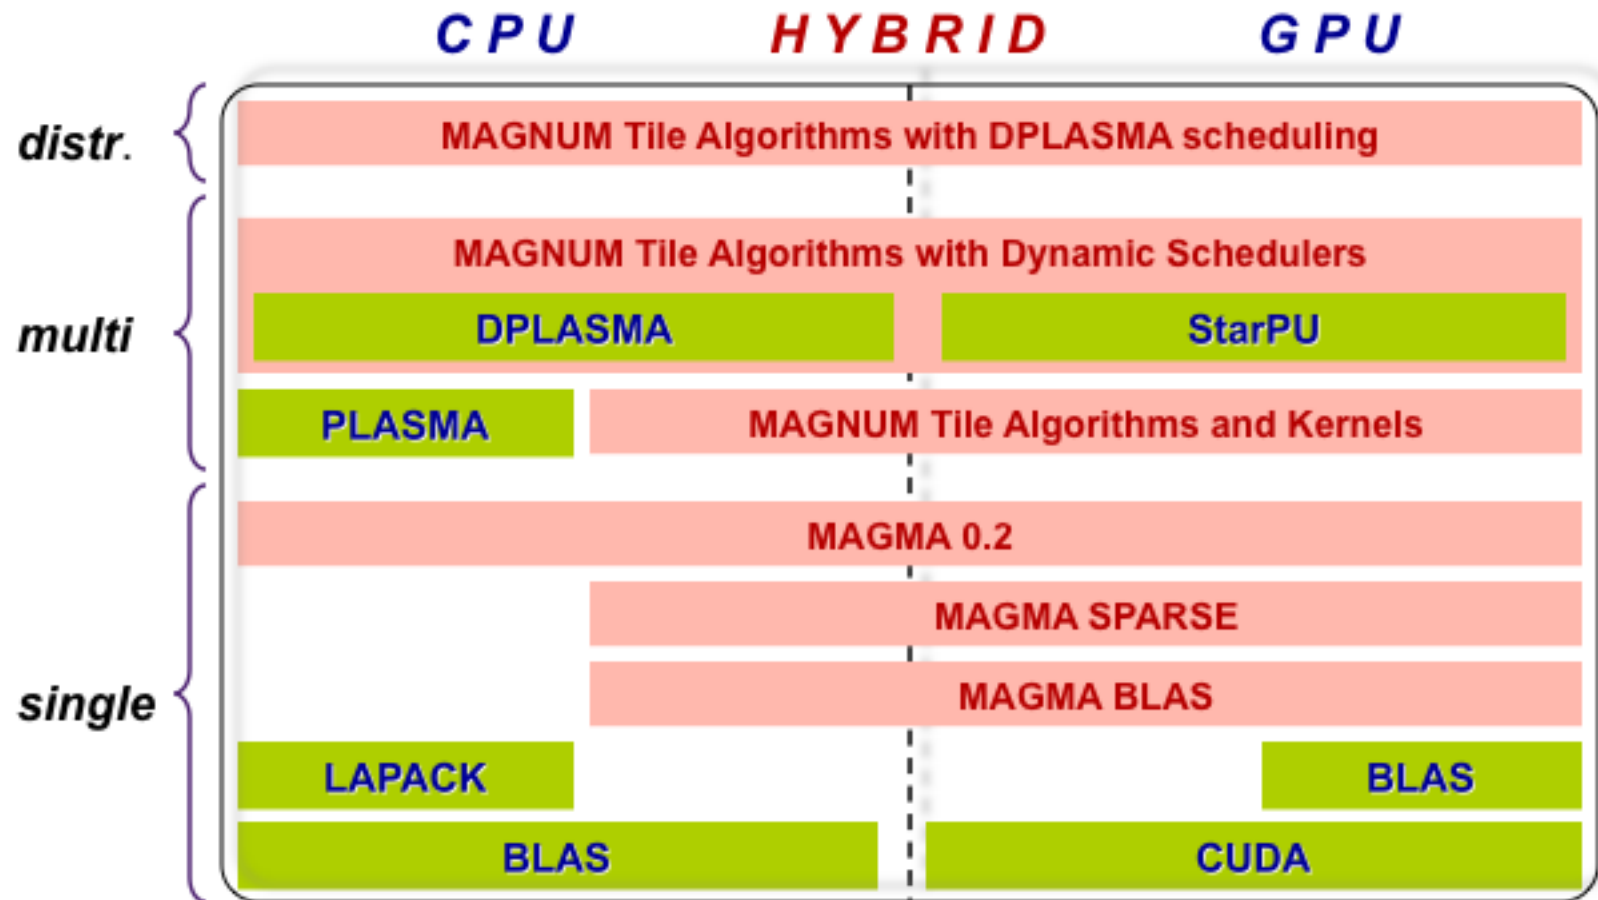 CPU HYBRID GPU
distr.
MAGNUM Tile Algorithms with DPLASMA scheduling
multi
MAGNUM Tile Algorithms with Dynamic Schedulers
DPLASMA StarPU
PLASMA MAGNUM Tile Algorithms and Kernels
single
MAGMA 0.2
MAGMA SPARSE
MAGMA BLAS
LAPACK BLAS
BLAS CUDA